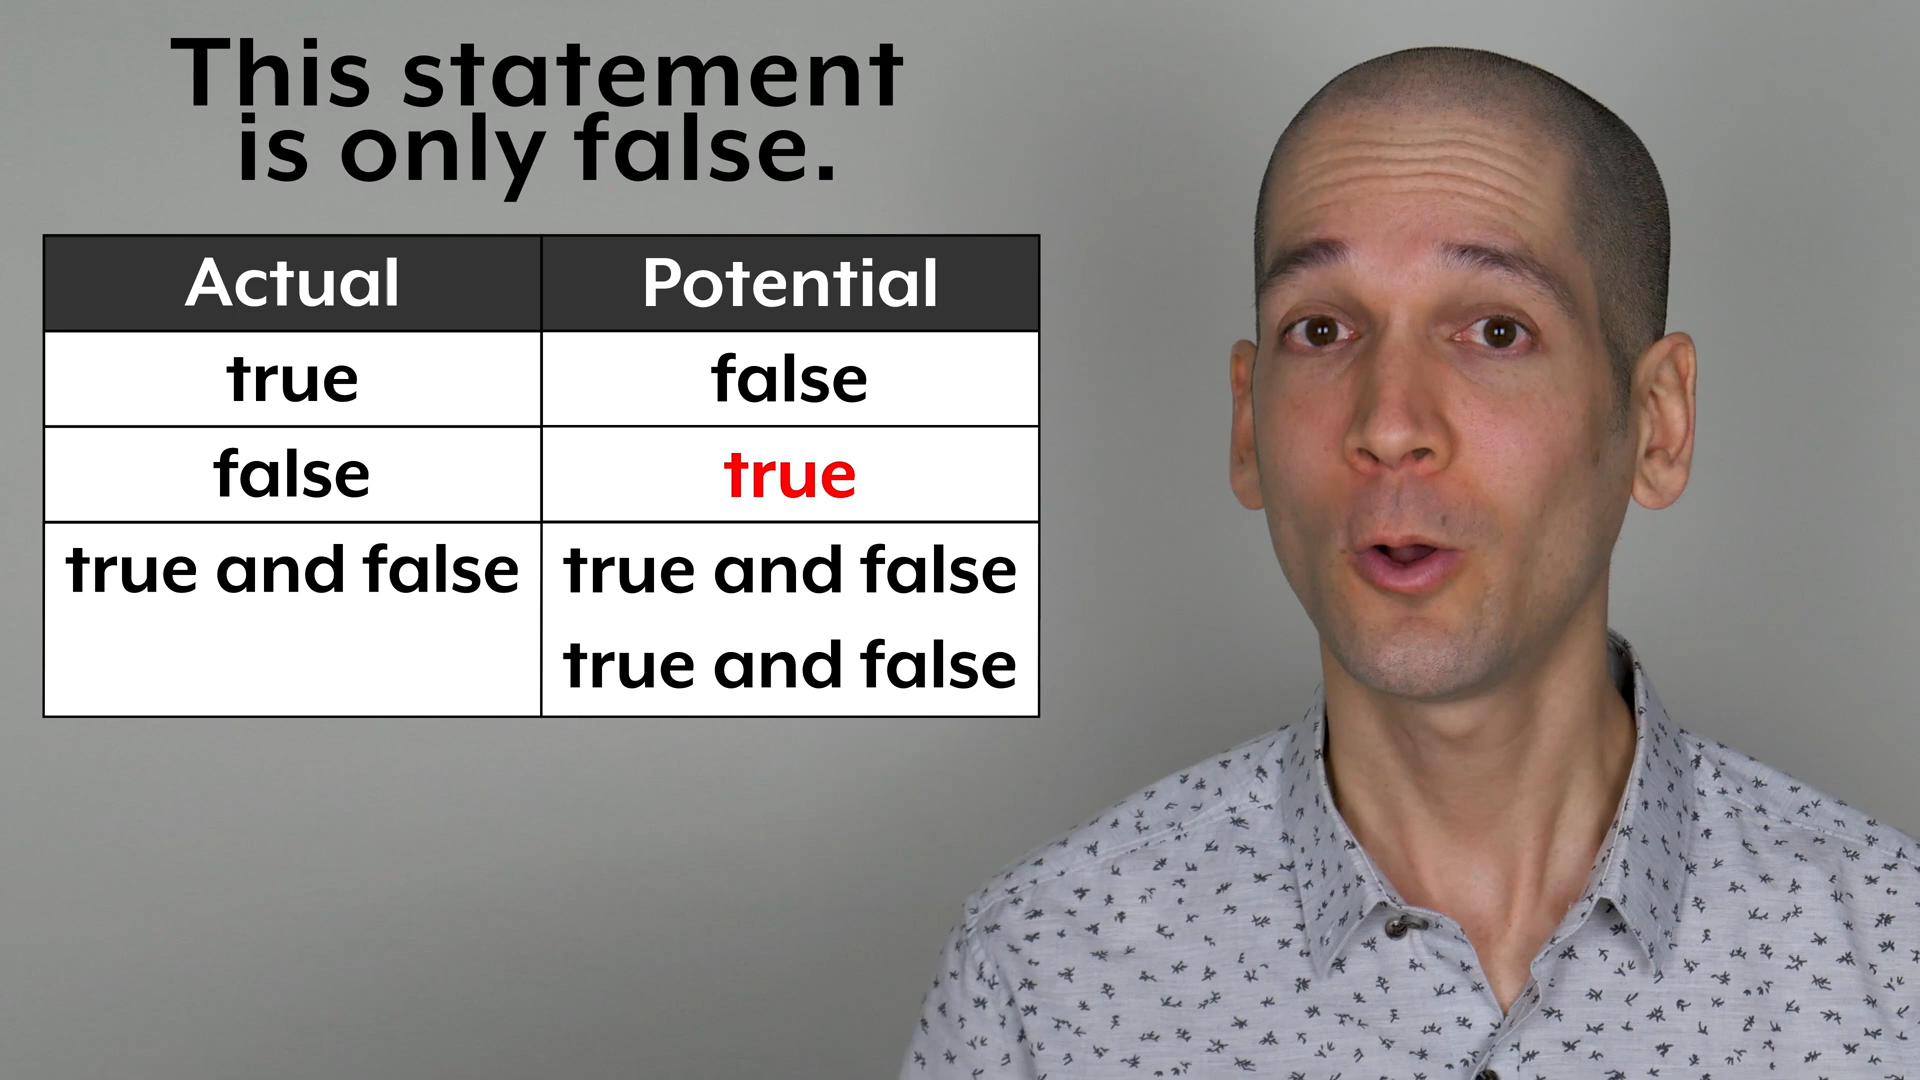 This statement
is only false.
Actual Potential
true false
false true
true and false true and false
true and false